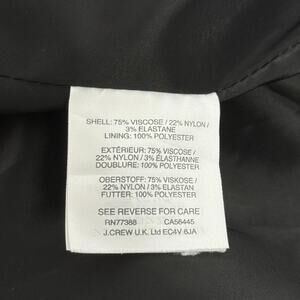 SHELL: 75% VISCOSE / 22% NYLON /
3% ELASTANE
LINING: 100% POLYESTER
EXTÉRIEUR: 75% VISCOSE /
22% NYLON / 3% ÉLASTHANNE
DOUBLURE: 100% POLYESTER
OBERSTOFF: 75% VISKOSE /
22% NYLON / 3% ELASTAN
FUTTER: 100% POLYESTER
SEE REVERSE FOR CARE
RN77388 CA56445
J.CREW U.K. Ltd EC4V 6JA